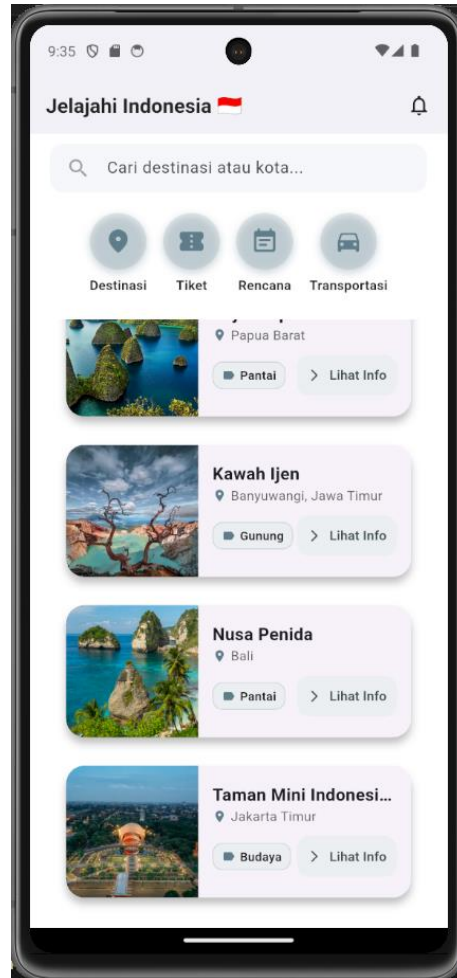 9:35
Jelajahi Indonesia 🇮🇩
Cari destinasi atau kota...
Destinasi Tiket Rencana Transportasi
Papua Barat
Pantai Lihat Info
Kawah Ijen
Banyuwangi, Jawa Timur
Gunung Lihat Info
Nusa Penida
Bali
Pantai Lihat Info
Taman Mini Indonesi...
Jakarta Timur
Budaya Lihat Info